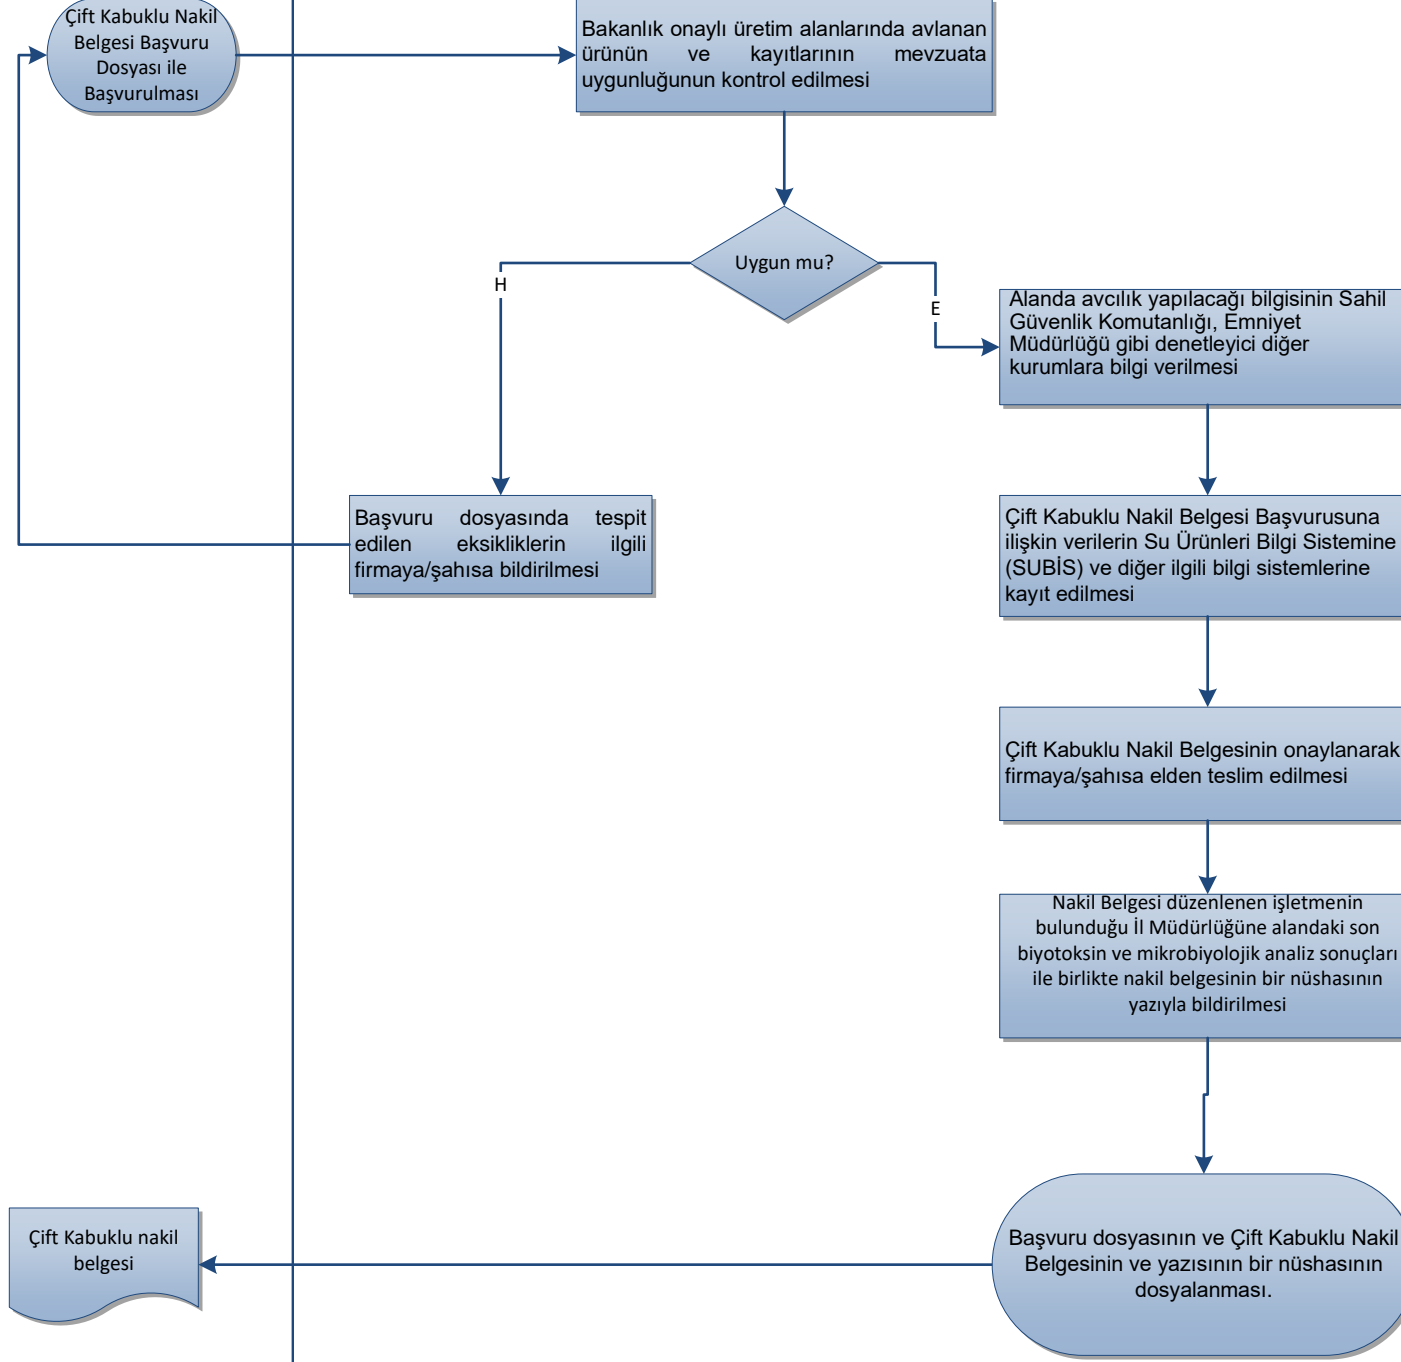 Çift Kabuklu Nakil
Belgesi Başvuru
Dosyası ile
Başvurulması
Bakanlık onaylı üretim alanlarında avlanan
ürünün ve kayıtlarının mevzuata
uygunluğunun kontrol edilmesi
Uygun mu?
H
E
Alanda avcılık yapılacağı bilgisinin Sahil
Güvenlik Komutanlığı, Emniyet
Müdürlüğü gibi denetleyici diğer
kurumlara bilgi verilmesi
Başvuru dosyasında tespit
edilen eksikliklerin ilgili
firmaya/şahısa bildirilmesi
Çift Kabuklu Nakil Belgesi Başvurusuna
ilişkin verilerin Su Ürünleri Bilgi Sistemine
(SUBİS) ve diğer ilgili bilgi sistemlerine
kayıt edilmesi
Çift Kabuklu Nakil Belgesinin onaylanarak
firmaya/şahısa elden teslim edilmesi
Nakil Belgesi düzenlenen işletmenin
bulunduğu İl Müdürlüğüne alandaki son
biyotoksin ve mikrobiyolojik analiz sonuçları
ile birlikte nakil belgesinin bir nüshasının
yazıyla bildirilmesi
Çift Kabuklu nakil
belgesi
Başvuru dosyasının ve Çift Kabuklu Nakil
Belgesinin ve yazısının bir nüshasının
dosyalanması.